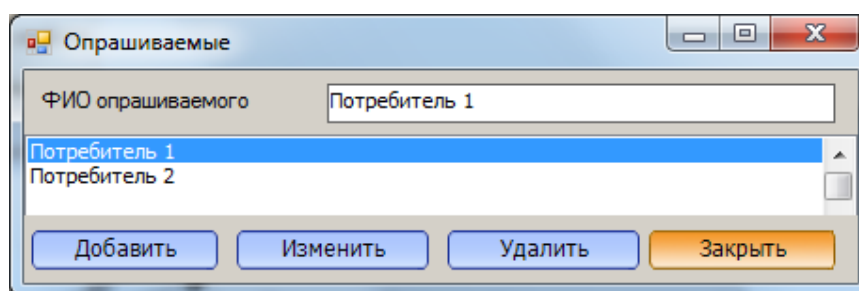 Опрашиваемые
ФИО опрашиваемого Потребитель 1
Потребитель 1
Потребитель 2
Добавить Изменить Удалить Закрыть